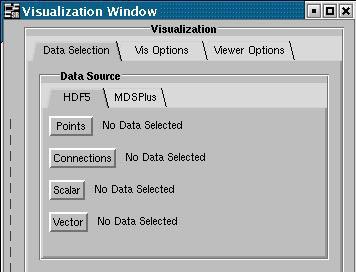 Visualization Window
Visualization
Data Selection Vis Options Viewer Options
Data Source
HDF5 MDSPlus
Points No Data Selected
Connections No Data Selected
Scalar No Data Selected
Vector No Data Selected